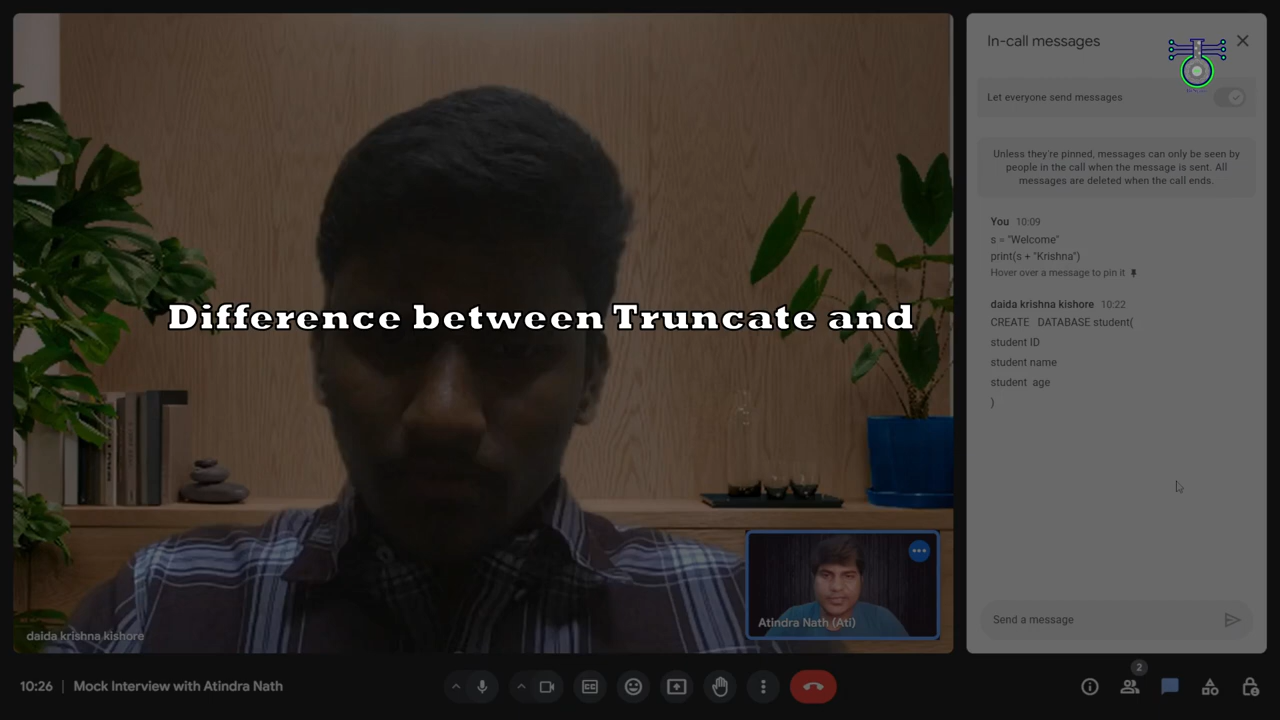 In-call messages
Let everyone send messages
Unless they're pinned, messages can only be seen by
people in the call when the message is sent. All
messages are deleted when the call ends.
You 10:09
s = "Welcome"
print(s + "Krishna")
Hover over a message to pin it
daida krishna kishore 10:22
CREATE DATABASE student(
student ID
student name
student age
)
Difference between Truncate and
Atindra Nath (Ati)
daida krishna kishore
Send a message
10:26 | Mock Interview with Atindra Nath
CC
2